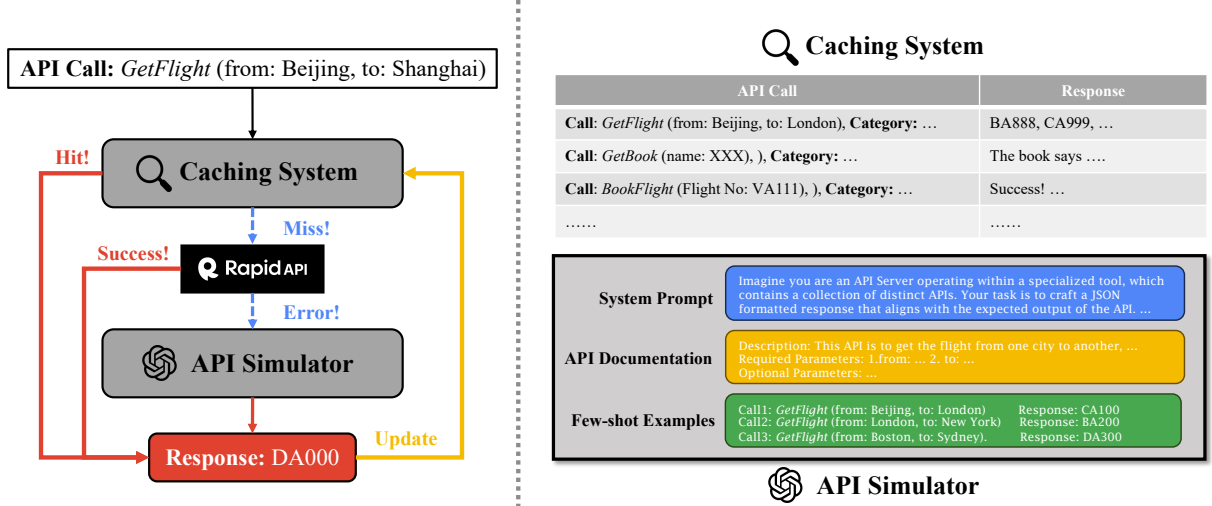 API Call: GetFlight (from: Beijing, to: Shanghai)
Hit!
Caching System
Miss!
Success!
Rapid API
Error!
API Simulator
Update
Response: DA000
Caching System
API Call Response
Call: GetFlight (from: Beijing, to: London), Category: … BA888, CA999, …
Call: GetBook (name: XXX), ), Category: … The book says ….
Call: BookFlight (Flight No: VA111), ), Category: … Success! …
…… ……
System Prompt
Imagine you are an API Server operating within a specialized tool, which
contains a collection of distinct APIs. Your task is to craft a JSON
formatted response that aligns with the expected output of the API. …
API Documentation
Description: This API is to get the flight from one city to another, …
Required Parameters: 1.from: … 2. to: …
Optional Parameters: …
Few-shot Examples
Call1: GetFlight (from: Beijing, to: London) Response: CA100
Call2: GetFlight (from: London, to: New York) Response: BA200
Call3: GetFlight (from: Boston, to: Sydney). Response: DA300
API Simulator